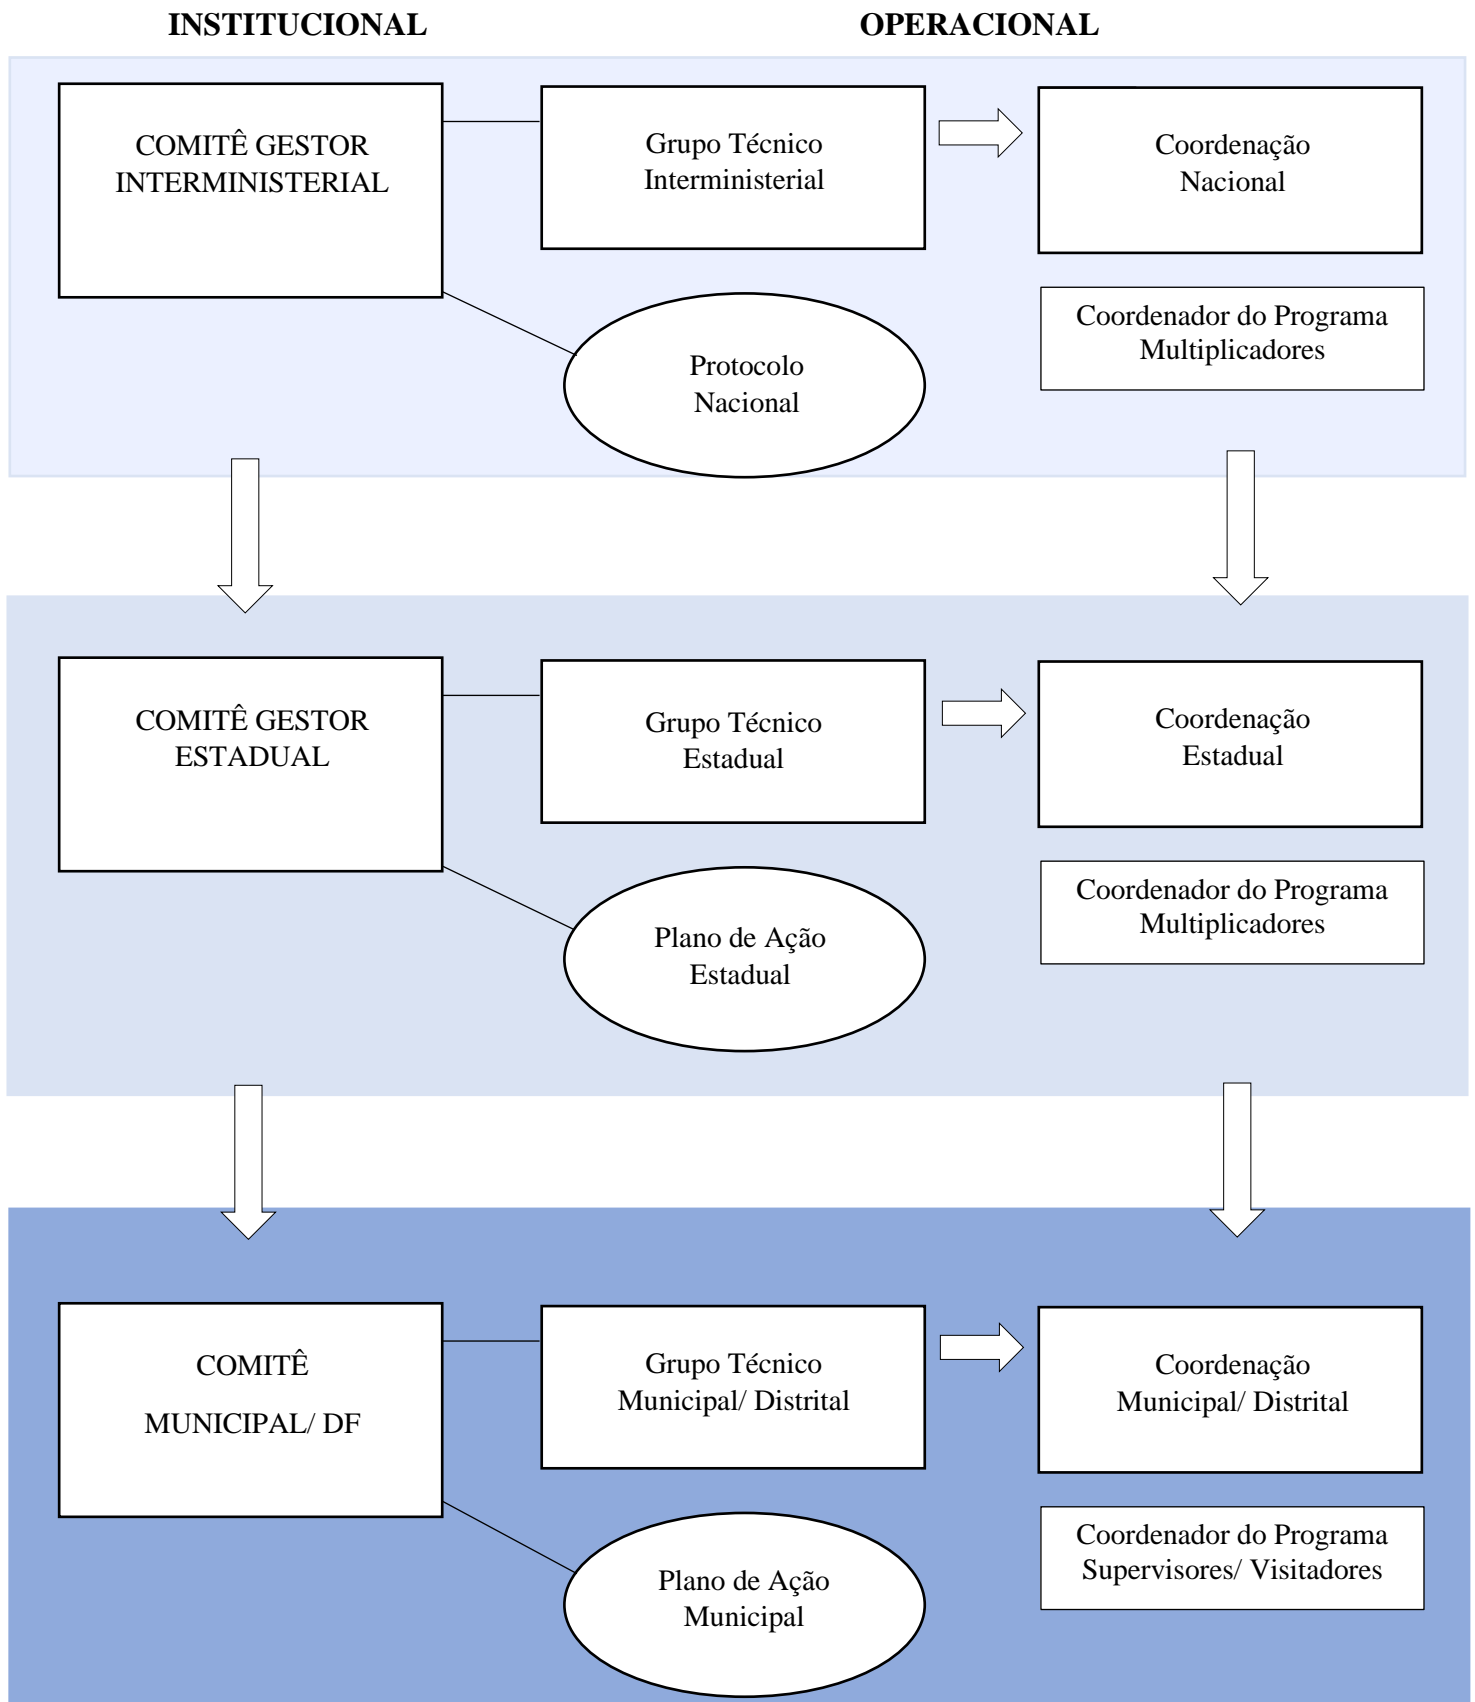 INSTITUCIONAL
OPERACIONAL
COMITÊ GESTOR
INTERMINISTERIAL
Grupo Técnico
Interministerial
Coordenação
Nacional
Coordenador do Programa
Multiplicadores
Protocolo
Nacional
COMITÊ GESTOR
ESTADUAL
Grupo Técnico
Estadual
Coordenação
Estadual
Coordenador do Programa
Multiplicadores
Plano de Ação
Estadual
COMITÊ
MUNICIPAL/ DF
Grupo Técnico
Municipal/ Distrital
Coordenação
Municipal/ Distrital
Coordenador do Programa
Supervisores/ Visitadores
Plano de Ação
Municipal